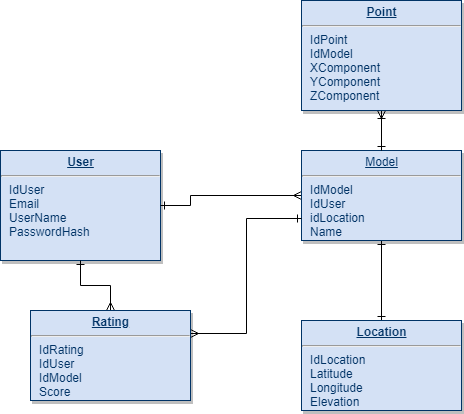 Point
IdPoint
IdModel
XComponent
YComponent
ZComponent
User
IdUser
Email
UserName
PasswordHash
Model
IdModel
IdUser
idLocation
Name
Rating
IdRating
IdUser
IdModel
Score
Location
IdLocation
Latitude
Longitude
Elevation